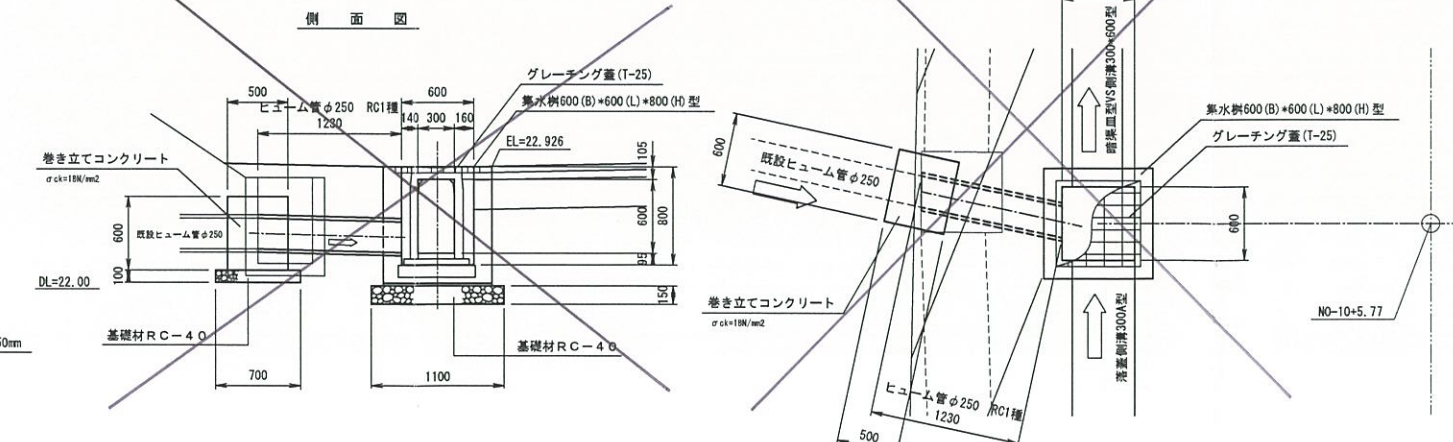 側 面 図
グレーチング蓋(T-25)
500
ヒューム管φ250 RC1種
600
集水桝600(B)*600(L)*800(H)型
1230
140 300 160
EL=22.926
105
巻き立てコンクリート
σck=18N/mm2
600
800
600
既設ヒューム管φ250
95
100
DL=22.00
150
基礎材RC-40
基礎材RC-40
50mm
700
1100
暗渠皿型VS側溝300*600型
集水桝600(B)*600(L)*800(H)型
グレーチング蓋(T-25)
600
既設ヒューム管φ250
600
巻き立てコンクリート
σck=18N/mm2
NO-10+5.77
落蓋側溝300A型
ヒューム管φ250 RC1種
1230
500